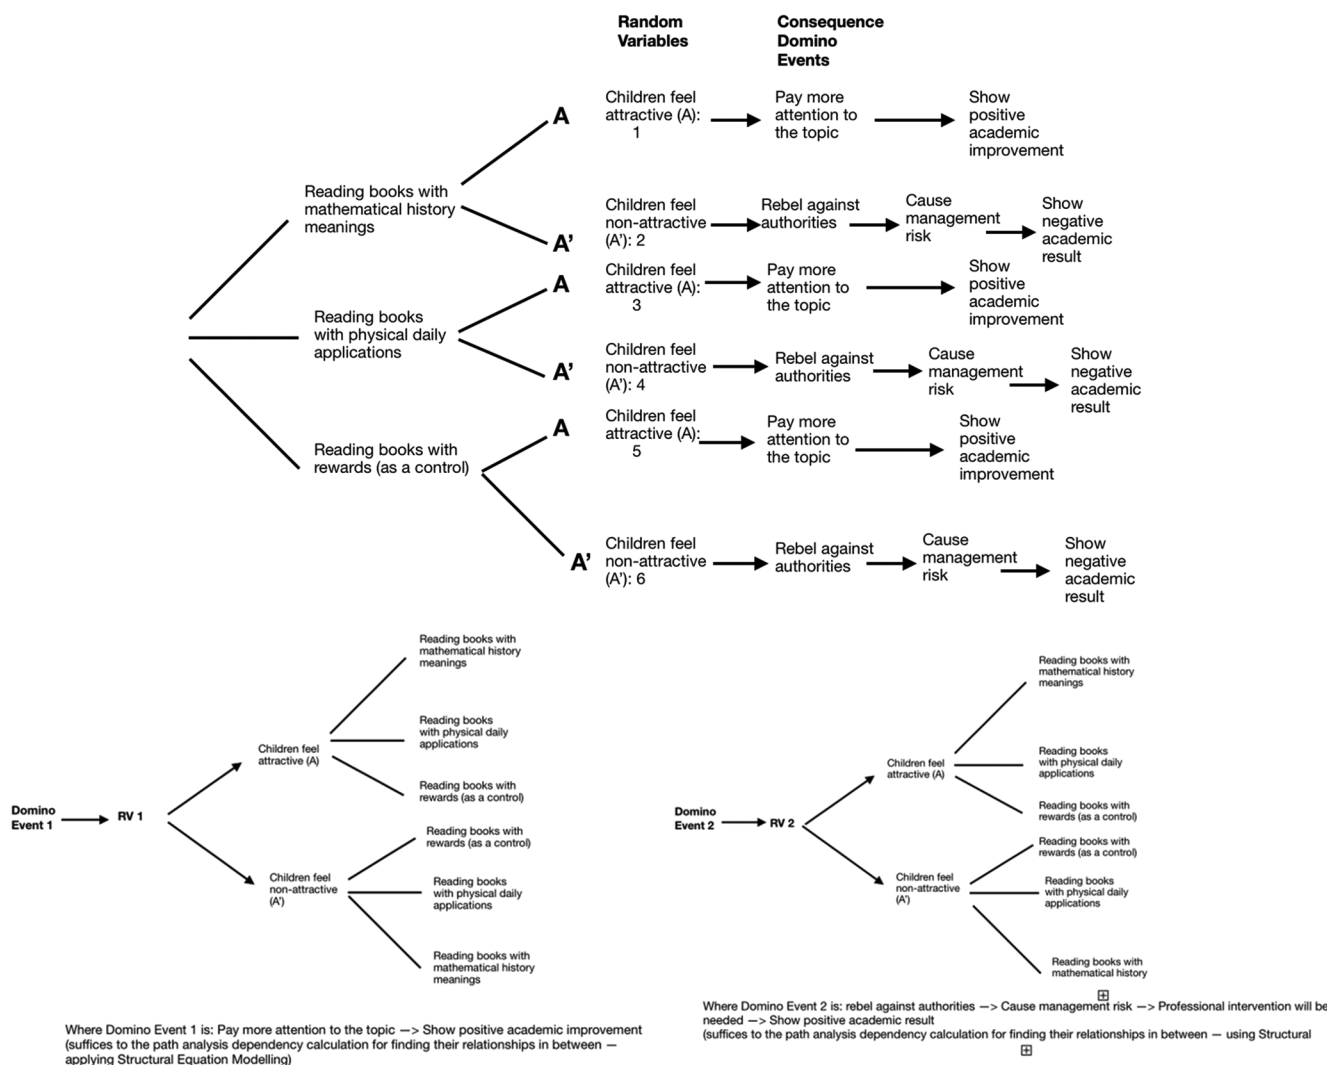 Random
Variables
Consequence
Domino
Events
Reading books with
mathematical history
meanings
A
Children feel
attractive (A):
1
Pay more
attention to
the topic
Show
positive
academic
improvement
A’
Children feel
non-attractive
(A’): 2
Rebel against
authorities
Cause
management
risk
Show
negative
academic
result
Reading books
with physical daily
applications
A
Children feel
attractive (A):
3
Pay more
attention to
the topic
Show
positive
academic
improvement
A’
Children feel
non-attractive
(A’): 4
Rebel against
authorities
Cause
management
risk
Show
negative
academic
result
Reading books with
rewards (as a control)
A
Children feel
attractive (A):
5
Pay more
attention to
the topic
Show
positive
academic
improvement
A’
Children feel
non-attractive
(A’): 6
Rebel against
authorities
Cause
management
risk
Show
negative
academic
result
Domino
Event 1
RV 1
Children feel
attractive (A)
Reading books with
mathematical history
meanings
Reading books
with physical daily
applications
Reading books with
rewards (as a control)
Children feel
non-attractive
(A’)
Reading books with
rewards (as a control)
Reading books
with physical daily
applications
Reading books with
mathematical history
meanings
Where Domino Event 1 is: Pay more attention to the topic —> Show positive academic improvement
(suffices to the path analysis dependency calculation for finding their relationships in between —
applying Structural Equation Modelling)
Domino
Event 2
RV 2
Children feel
attractive (A)
Reading books with
mathematical history
meanings
Reading books
with physical daily
applications
Reading books with
rewards (as a control)
Children feel
non-attractive
(A’)
Reading books with
rewards (as a control)
Reading books
with physical daily
applications
Reading books with
mathematical history
Where Domino Event 2 is: rebel against authorities —> Cause management risk —> Professional intervention will be
needed —> Show positive academic result
(suffices to the path analysis dependency calculation for finding their relationships in between — using Structural